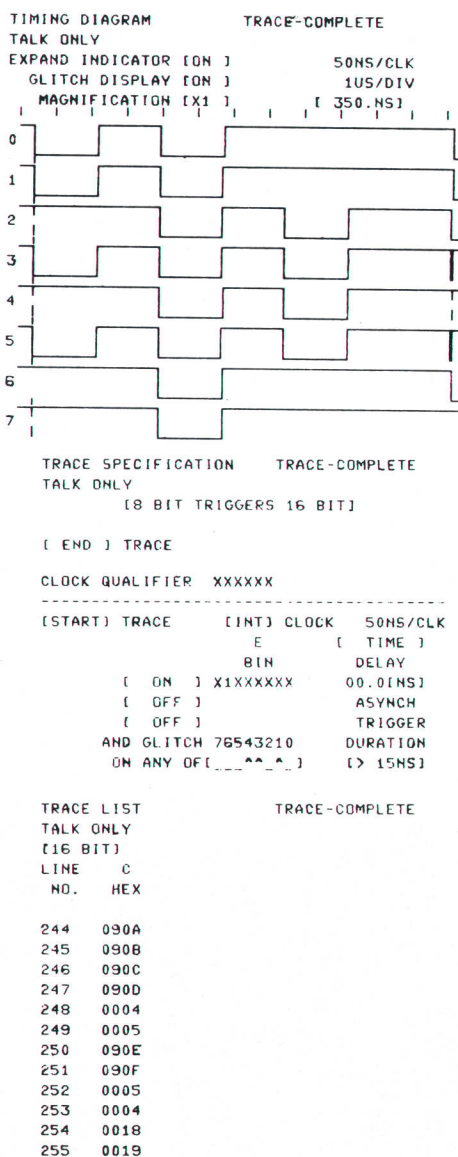 TIMING DIAGRAM TRACE-COMPLETE
TALK ONLY
EXPAND INDICATOR [ON ] 50NS/CLK
GLITCH DISPLAY [ON ] 1US/DIV
MAGNIFICATION [X1 ] [ 350.NS]
0
1
2
3
4
5
6
7
TRACE SPECIFICATION TRACE-COMPLETE
TALK ONLY
[8 BIT TRIGGERS 16 BIT]
[ END ] TRACE
CLOCK QUALIFIER XXXXXX
[START] TRACE [INT] CLOCK 50NS/CLK
E [ TIME ]
BIN DELAY
[ ON ] X1XXXXXX 00.0[NS]
[ OFF ] ASYNCH
[ OFF ] TRIGGER
AND GLITCH 76543210 DURATION
ON ANY OF[___^^_^_] [> 15NS]
TRACE LIST TRACE-COMPLETE
TALK ONLY
[16 BIT]
LINE C
NO. HEX
244 090A
245 090B
246 090C
247 090D
248 0004
249 0005
250 090E
251 090F
252 0005
253 0004
254 0018
255 0019